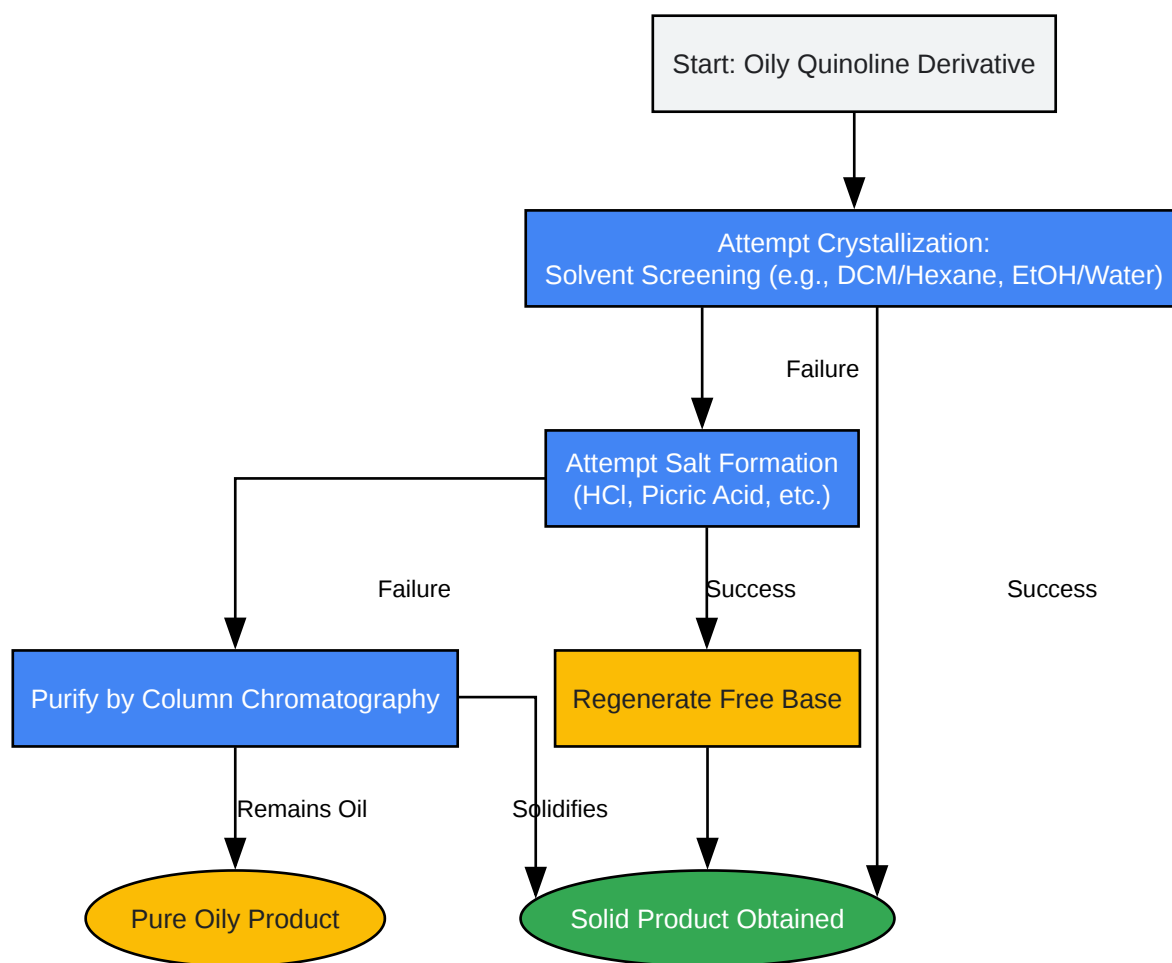 Start: Oily Quinoline Derivative
Attempt Crystallization:
Solvent Screening (e.g., DCM/Hexane, EtOH/Water)
Failure
Attempt Salt Formation
(HCl, Picric Acid, etc.)
Failure
Success
Success
Purify by Column Chromatography
Regenerate Free Base
Remains Oil
Solidifies
Pure Oily Product
Solid Product Obtained